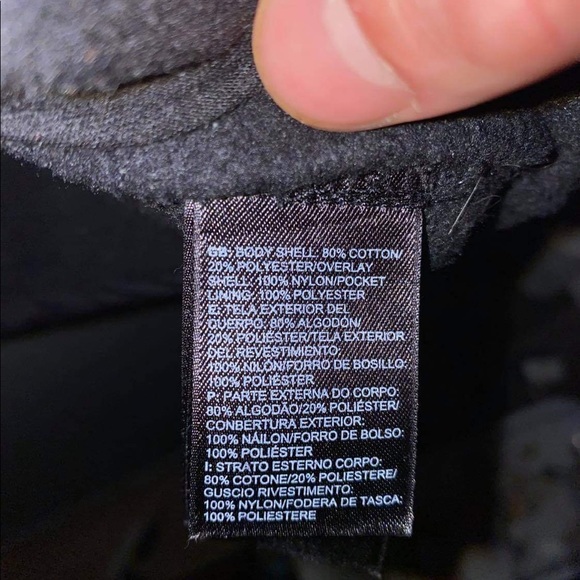 GB: BODY SHELL: 80% COTTON/
20% POLYESTER/OVERLAY
SHELL: 100% NYLON/POCKET
LINING: 100% POLYESTER
E: TELA EXTERIOR DEL
CUERPO: 80% ALGODÓN/
20% POLIÉSTER/TELA EXTERIOR
DEL REVESTIMIENTO:
100% NILÓN/FORRO DE BOSILLO:
100% POLIÉSTER
P: PARTE EXTERNA DO CORPO:
80% ALGODÃO/20% POLIÉSTER/
CONBERTURA EXTERIOR:
100% NÁILON/FORRO DE BOLSO:
100% POLIÉSTER
I: STRATO ESTERNO CORPO:
80% COTONE/20% POLIESTERE/
GUSCIO RIVESTIMENTO:
100% NYLON/FODERA DE TASCA:
100% POLIESTERE